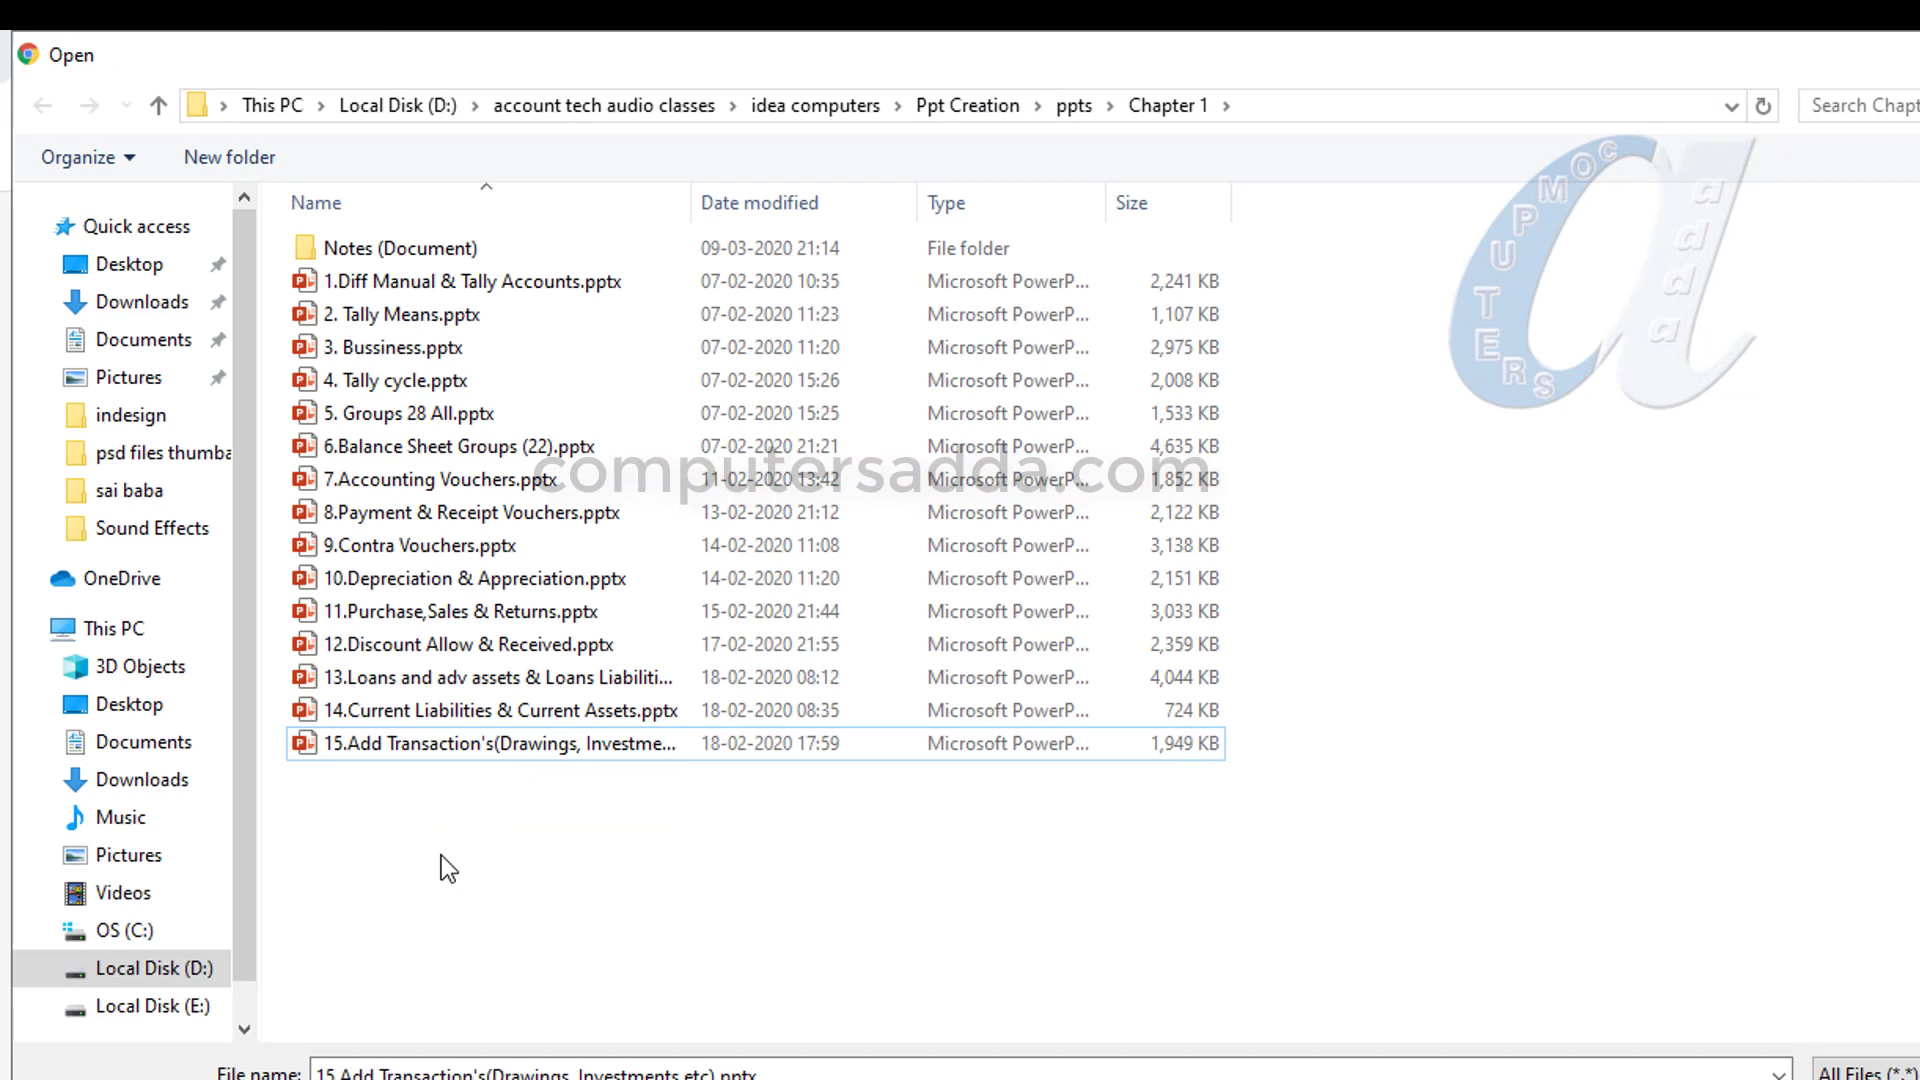 Open
This PC > Local Disk (D:) > account tech audio classes > idea computers > Ppt Creation > ppts > Chapter 1 >
Search Chapt
Organize
New folder
Name
Date modified
Type
Size
Quick access
Desktop
Downloads
Documents
Pictures
indesign
psd files thumba
sai baba
Sound Effects
OneDrive
This PC
3D Objects
Desktop
Documents
Downloads
Music
Pictures
Videos
OS (C:)
Local Disk (D:)
Local Disk (E:)
Notes (Document) 09-03-2020 21:14 File folder
1.Diff Manual & Tally Accounts.pptx 07-02-2020 10:35 Microsoft PowerP... 2,241 KB
2. Tally Means.pptx 07-02-2020 11:23 Microsoft PowerP... 1,107 KB
3. Bussiness.pptx 07-02-2020 11:20 Microsoft PowerP... 2,975 KB
4. Tally cycle.pptx 07-02-2020 15:26 Microsoft PowerP... 2,008 KB
5. Groups 28 All.pptx 07-02-2020 15:25 Microsoft PowerP... 1,533 KB
6.Balance Sheet Groups (22).pptx 07-02-2020 21:21 Microsoft PowerP... 4,635 KB
7.Accounting Vouchers.pptx 11-02-2020 13:42 Microsoft PowerP... 1,852 KB
8.Payment & Receipt Vouchers.pptx 13-02-2020 21:12 Microsoft PowerP... 2,122 KB
9.Contra Vouchers.pptx 14-02-2020 11:08 Microsoft PowerP... 3,138 KB
10.Depreciation & Appreciation.pptx 14-02-2020 11:20 Microsoft PowerP... 2,151 KB
11.Purchase,Sales & Returns.pptx 15-02-2020 21:44 Microsoft PowerP... 3,033 KB
12.Discount Allow & Received.pptx 17-02-2020 21:55 Microsoft PowerP... 2,359 KB
13.Loans and adv assets & Loans Liabiliti... 18-02-2020 08:12 Microsoft PowerP... 4,044 KB
14.Current Liabilities & Current Assets.pptx 18-02-2020 08:35 Microsoft PowerP... 724 KB
15.Add Transaction's(Drawings, Investme... 18-02-2020 17:59 Microsoft PowerP... 1,949 KB
computersadda.com
COMPUTERS
adda
File name: 15.Add Transaction's(Drawings, Investments etc).pptx
All Files (*.*)